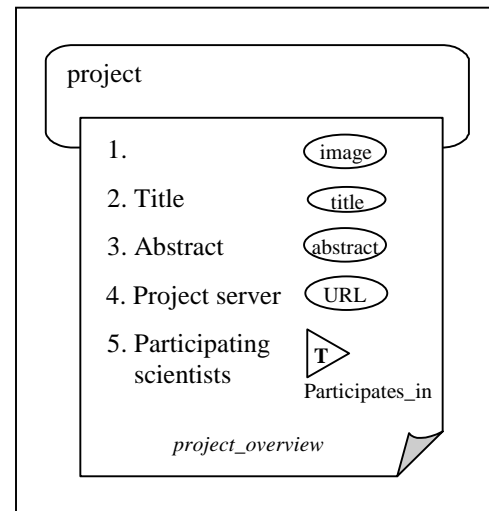 project
1. image
2. Title title
3. Abstract abstract
4. Project server URL
5. Participating T
scientists Participates_in
project_overview